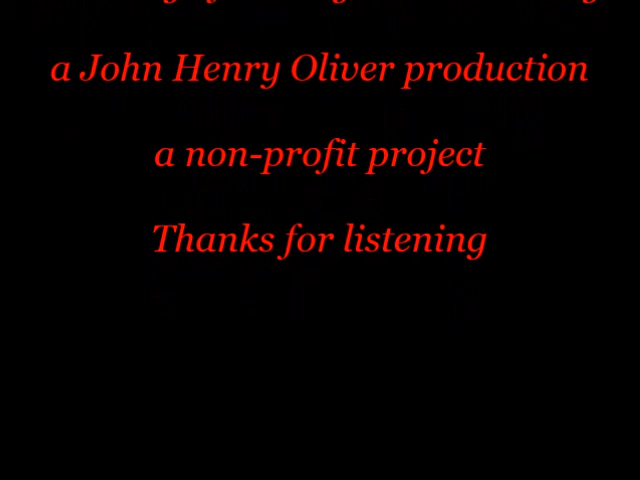 a John Henry Oliver production
a non-profit project
Thanks for listening